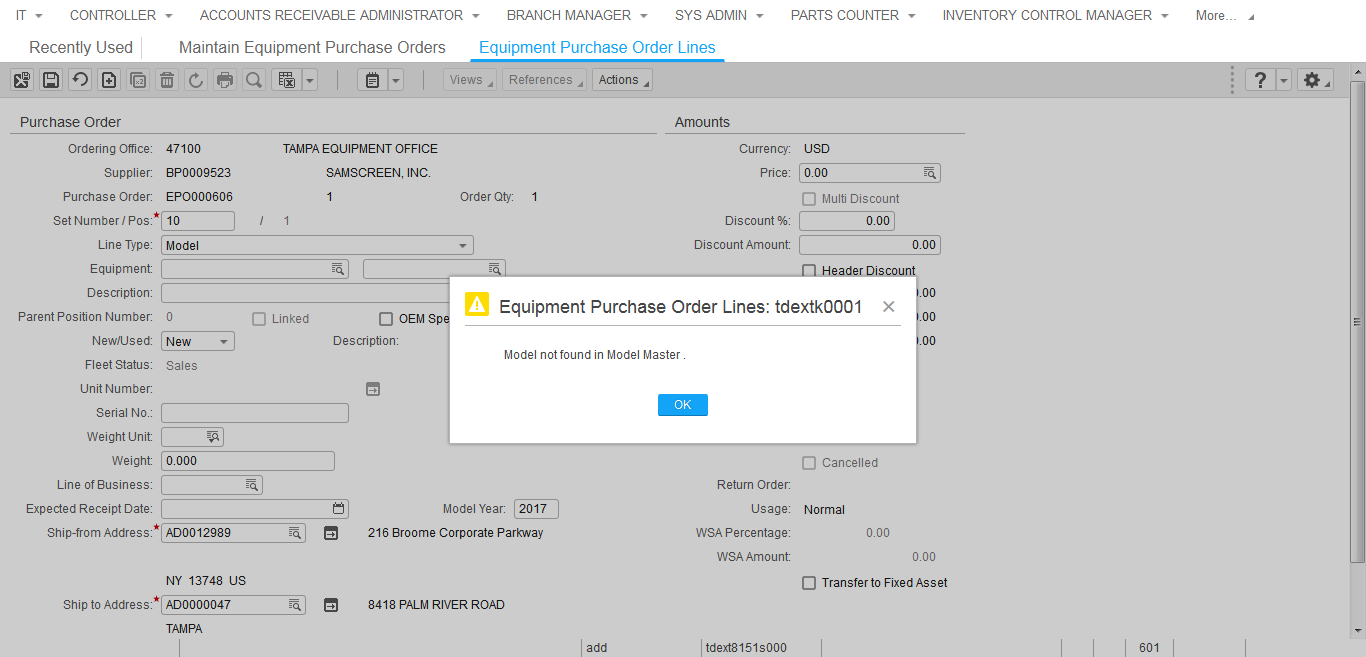 IT CONTROLLER ACCOUNTS RECEIVABLE ADMINISTRATOR BRANCH MANAGER SYS ADMIN PARTS COUNTER INVENTORY CONTROL MANAGER More...
Recently Used Maintain Equipment Purchase Orders Equipment Purchase Order Lines
Views References Actions ?
Purchase Order Amounts
Ordering Office: 47100 TAMPA EQUIPMENT OFFICE Currency: USD
Supplier: BP0009523 SAMSCREEN, INC. Price: 0.00
Purchase Order: EPO000606 1 Order Qty: 1 Multi Discount
Set Number / Pos:* 10 / 1 Discount %: 0.00
Line Type: Model Discount Amount: 0.00
Equipment: Header Discount
Description: 0.00
Parent Position Number: 0 Linked OEM Spe 0.00
New/Used: New Description: 0.00
Equipment Purchase Order Lines: tdextk0001
Model not found in Model Master .
OK
Fleet Status: Sales
Unit Number:
Serial No.:
Weight Unit:
Weight: 0.000 Cancelled
Line of Business: Return Order:
Expected Receipt Date: Model Year: 2017 Usage: Normal
Ship-from Address:* AD0012989 216 Broome Corporate Parkway WSA Percentage: 0.00
WSA Amount: 0.00
NY 13748 US Transfer to Fixed Asset
Ship to Address:* AD0000047 8418 PALM RIVER ROAD
TAMPA
add tdext8151s000 601